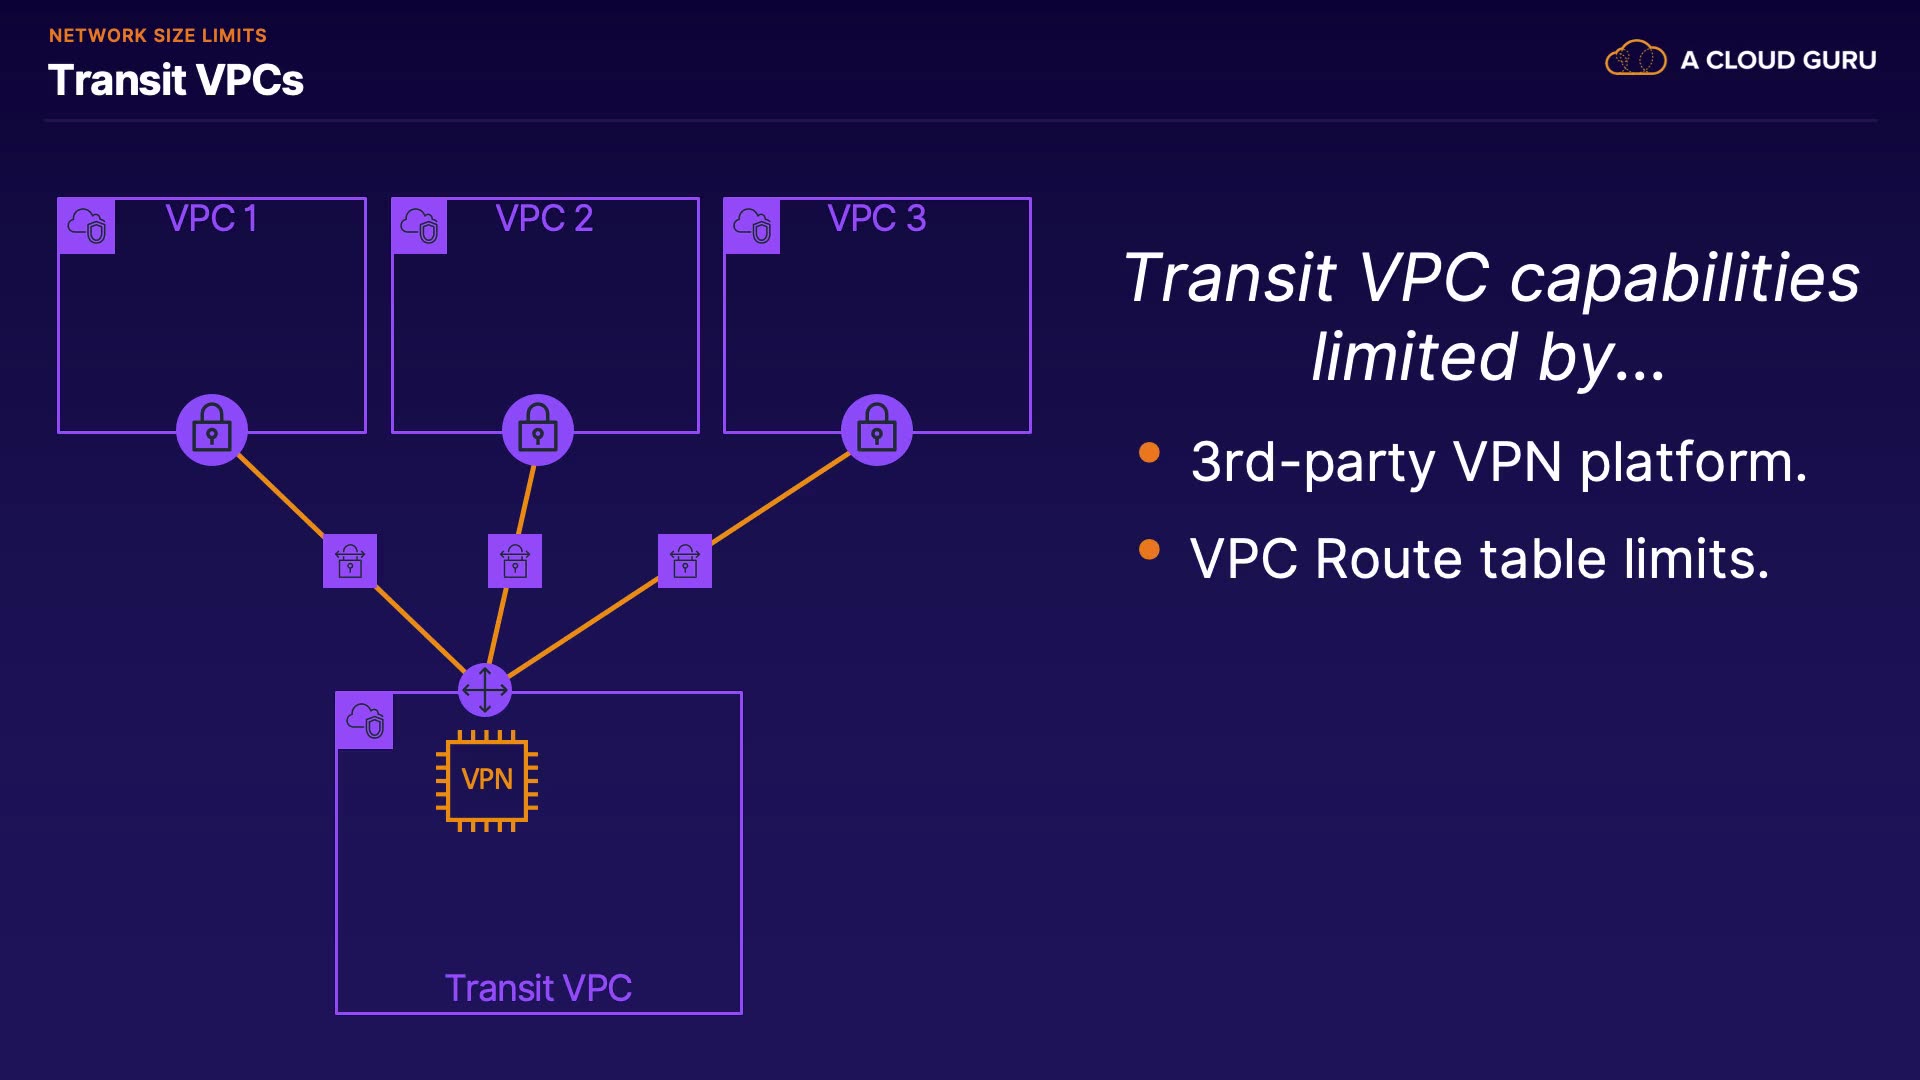 NETWORK SIZE LIMITS
Transit VPCs
A CLOUD GURU
VPC 1
VPC 2
VPC 3
Transit VPC capabilities
limited by...
• 3rd-party VPN platform.
• VPC Route table limits.
VPN
Transit VPC